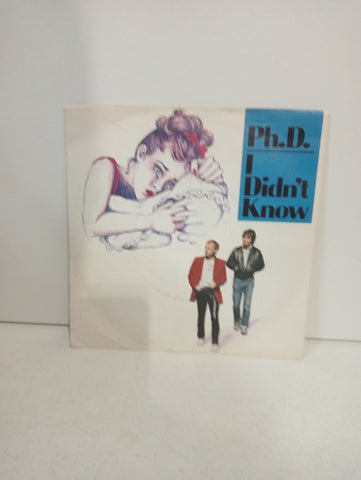 Ph.D.
I
Didn't
Know